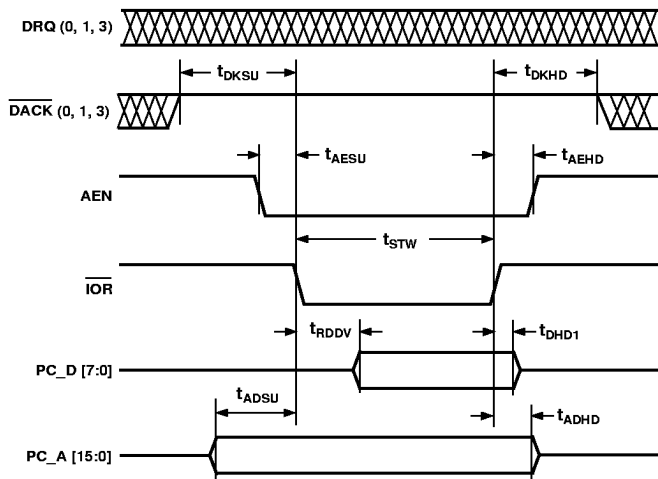 DRQ (0, 1, 3)
tDKSU
tDKHD
DACK (0, 1, 3)
tAESU
tAEHD
AEN
tSTW
IOR
tRDDV
tDHD1
PC_D [7:0]
tADSU
tADHD
PC_A [15:0]